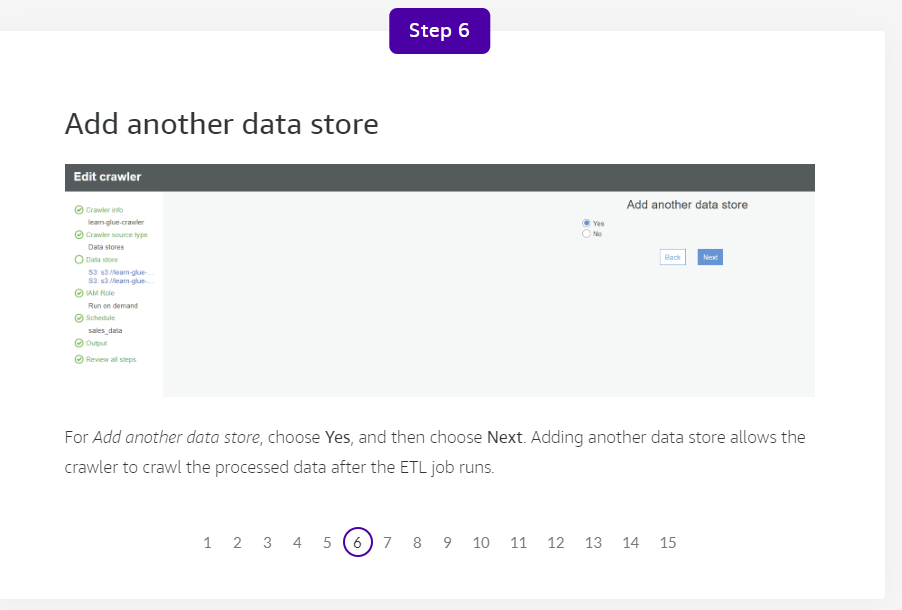 Step 6
Add another data store
Edit crawler
Crawler info
learn-glue-crawler
Crawler source type
Data stores
Data store
S3: s3://learn-glue-...
S3: s3://learn-glue-...
IAM Role
Run on demand
Schedule
sales_data
Output
Review all steps
Add another data store
Yes
No
Back Next
For Add another data store, choose Yes, and then choose Next. Adding another data store allows the
crawler to crawl the processed data after the ETL job runs.
1 2 3 4 5 6 7 8 9 10 11 12 13 14 15